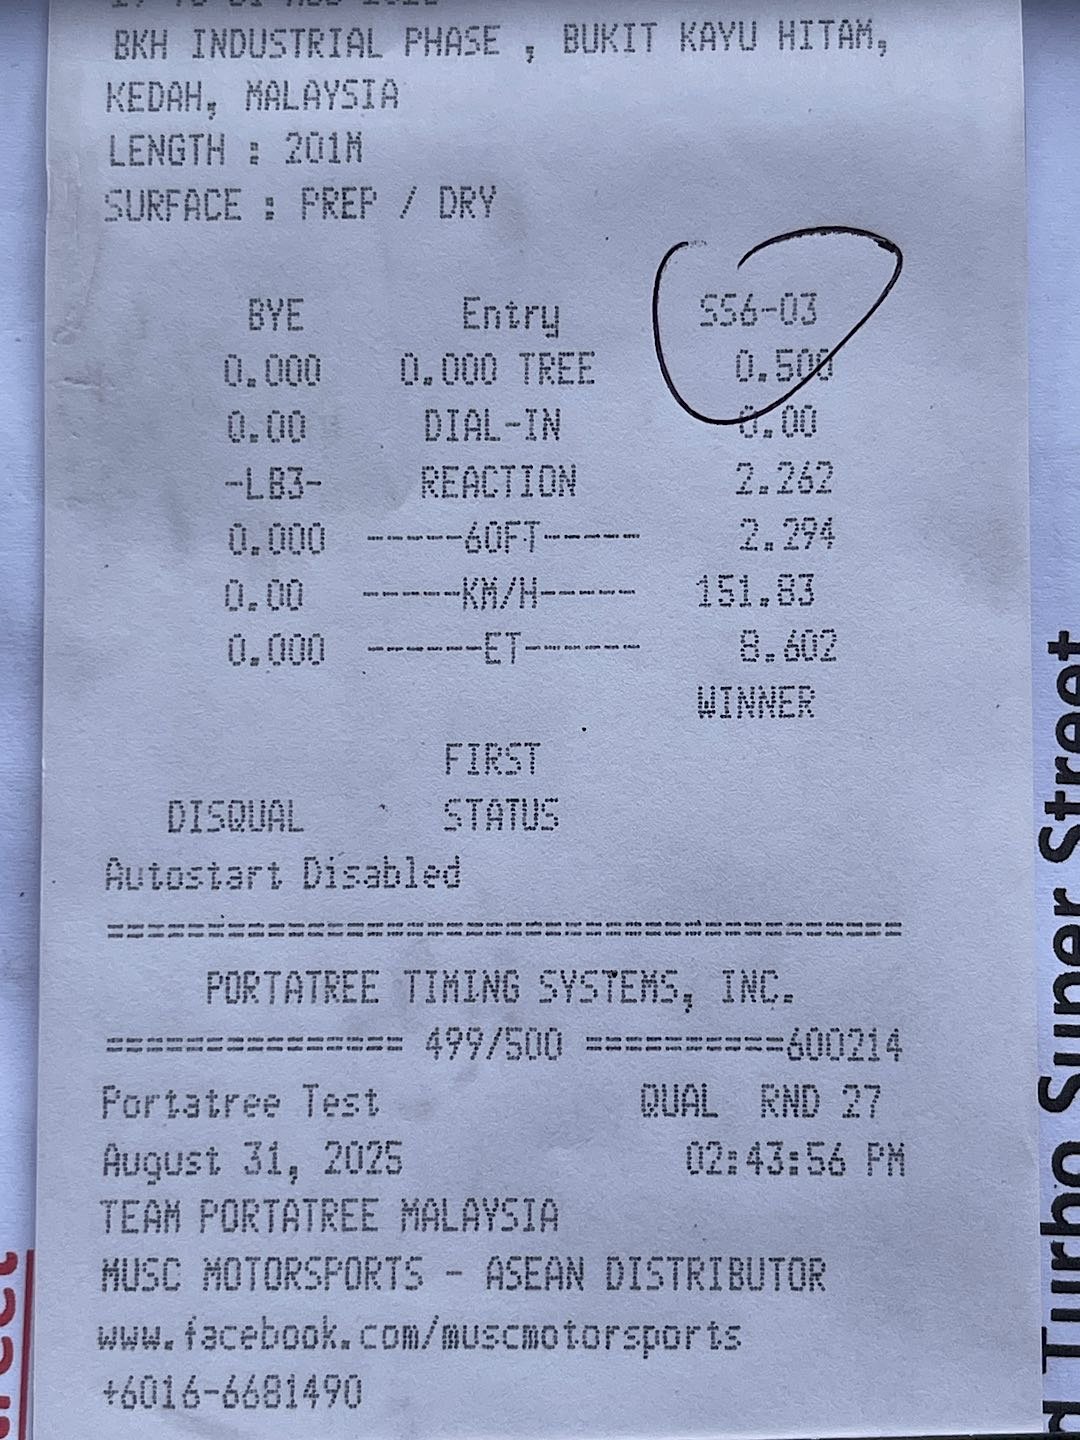 BKH INDUSTRIAL PHASE , BUKIT KAYU HITAM,
KEDAH, MALAYSIA
LENGTH : 201M
SURFACE : PREP / DRY
BYE Entry SS6-03
0.000 0.000 TREE 0.500
0.00 DIAL-IN 0.00
-LB3- REACTION 2.262
0.000 -----60FT------ 2.294
0.00 -----KM/H----- 151.83
0.000 ------ET------ 8.602
WINNER
FIRST
DISQUAL STATUS
Autostart Disabled
=========================================
PORTATREE TIMING SYSTEMS, INC.
=============== 499/500 ==========600214
Portatree Test QUAL RND 27
August 31, 2025 02:43:56 PM
TEAM PORTATREE MALAYSIA
MUSC MOTORSPORTS - ASEAN DISTRIBUTOR
www.facebook.com/muscmotorsports
+6016-6681490
Turbo Super Street